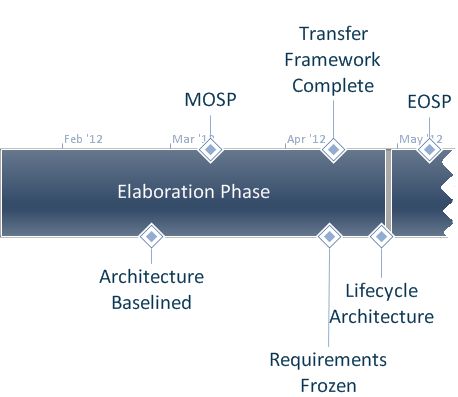 Transfer
Framework
Complete
MOSP
EOSP
Feb '12
Mar '12
Apr '12
May '12
Elaboration Phase
Architecture
Baselined
Lifecycle
Architecture
Requirements
Frozen